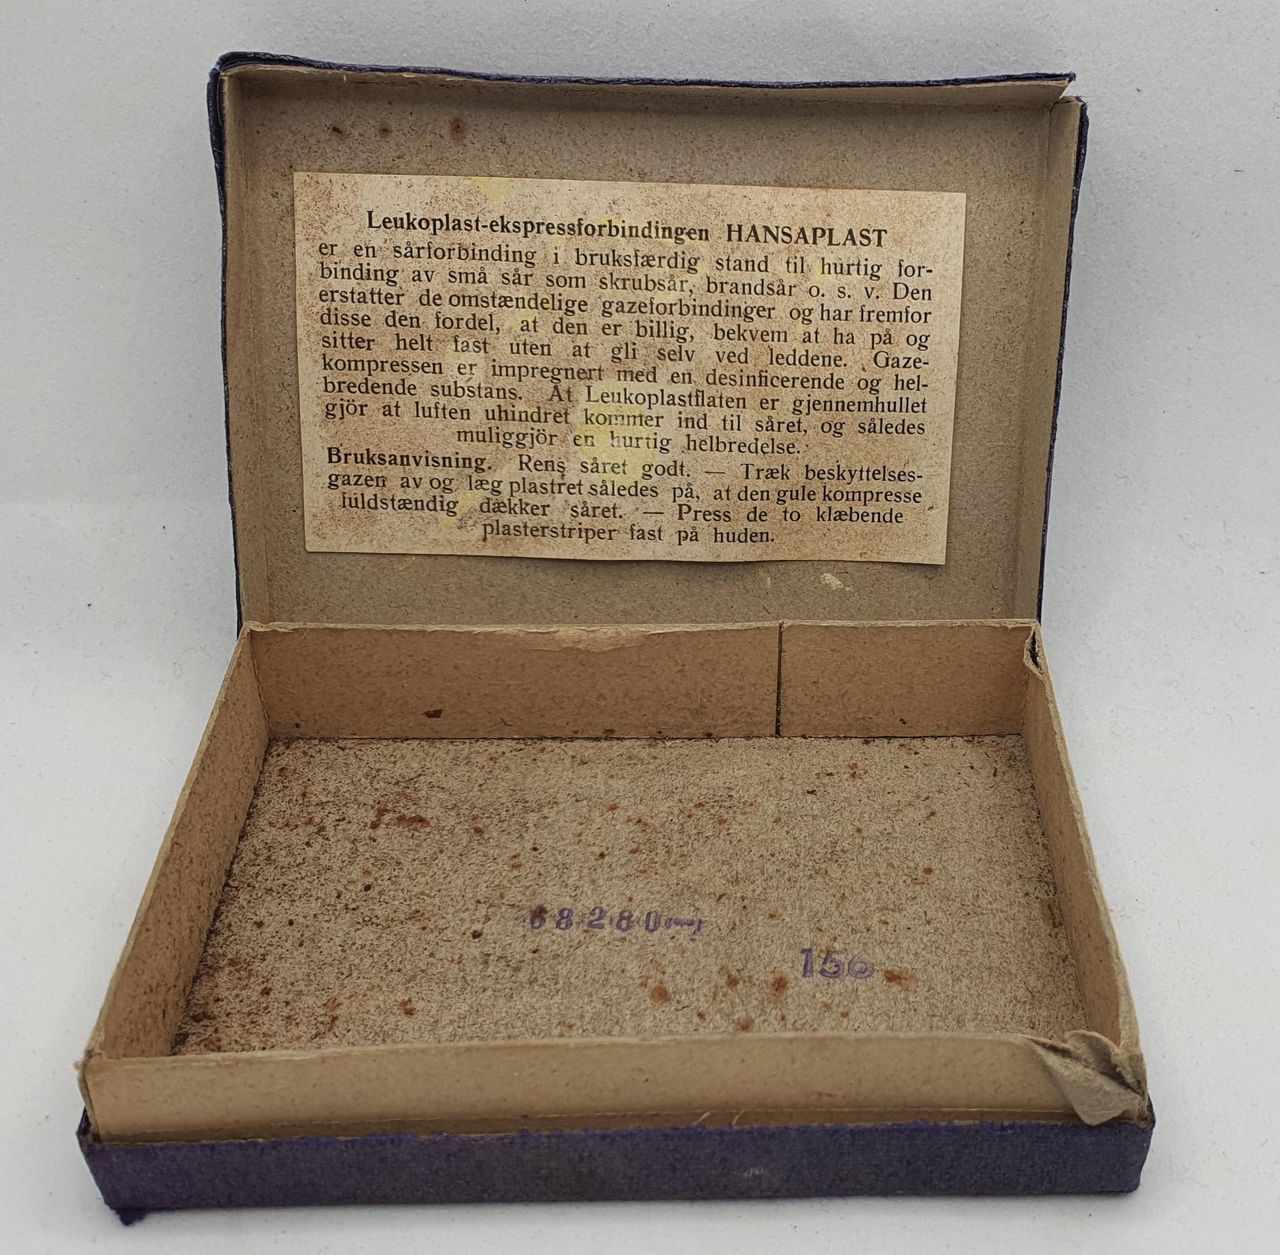 Leukoplast-ekspressforbindingen HANSAPLAST
er en sårforbinding i bruksfærdig stand til hurtig for-
binding av små sår som skrubsår, brandsår o. s. v. Den
erstatter de omstændelige gazeforbindinger og har fremfor
disse den fordel, at den er billig, bekvem at ha på og
sitter helt fast uten at gli selv ved leddene. Gaze-
kompressen er impregnert med en desinficerende og hel-
bredende substans. At Leukoplastflaten er gjennemhullet
gjör at luften uhindret kommer ind til såret, og således
muliggjör en hurtig helbredelse.
Bruksanvisning. Rens såret godt. — Træk beskyttelses-
gazen av og læg plastret således på, at den gule kompresse
fuldstændig dækker såret. — Press de to klæbende
plasterstriper fast på huden.
68·280
156